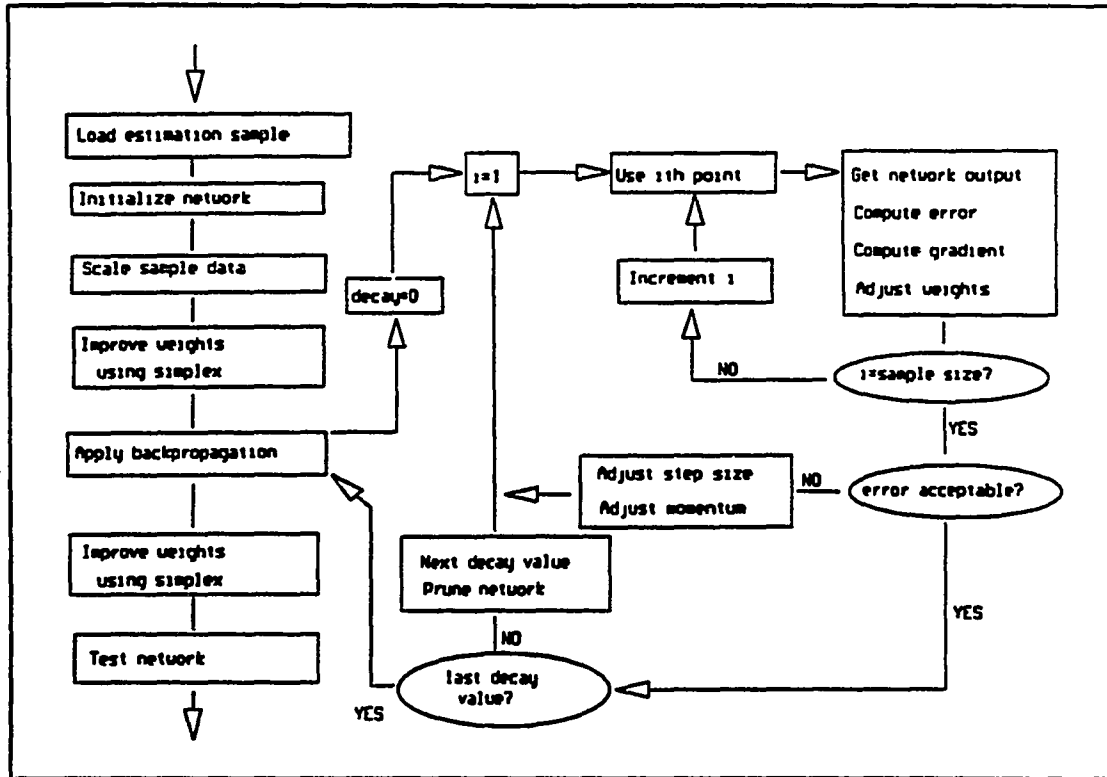 Load estimation sample
Initialize network
Scale sample data
Improve weights
using simplex
Apply backpropagation
Improve weights
using simplex
Test network
decay=0
i=1
Use ith point
Increment i
Get network output
Compute error
Compute gradient
Adjust weights
NO
i=sample size?
YES
Adjust step size
Adjust momentum
NO
error acceptable?
YES
Next decay value
Prune network
NO
last decay
value?
YES